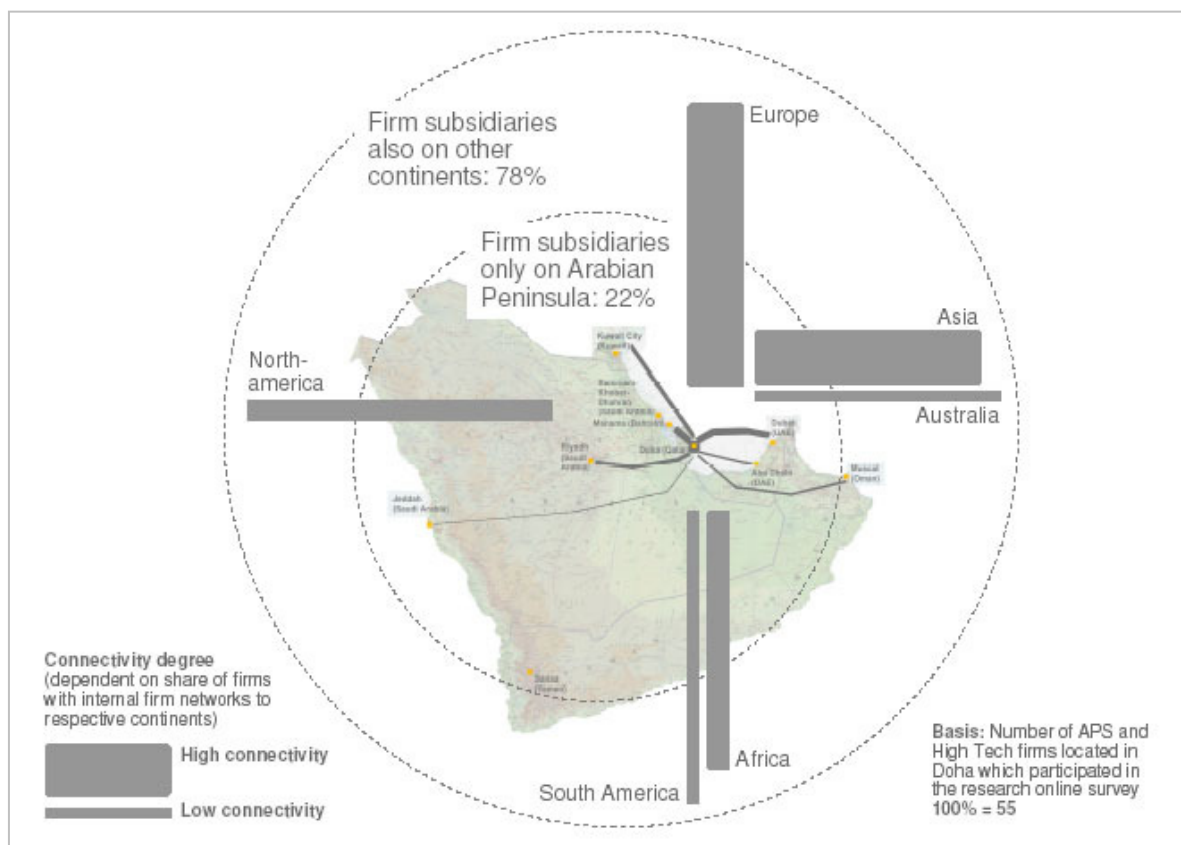 Firm subsidiaries
also on other
continents: 78%
Europe
Firm subsidiaries
only on Arabian
Peninsula: 22%
Asia
Australia
North-
america
Kuwait City
(Kuwait)
Manama (Bahrain)
Doha (Qatar)
Dubai
(UAE)
Riyadh
(Saudi
Arabia)
Abu Dhabi
(UAE)
Muscat
(Oman)
Jeddah
(Saudi Arabia)
Sanaa
(Yemen)
Africa
South America
Connectivity degree
(dependent on share of firms
with internal firm networks to
respective continents)
High connectivity
Low connectivity
Basis: Number of APS and
High Tech firms located in
Doha which participated in
the research online survey
100% = 55